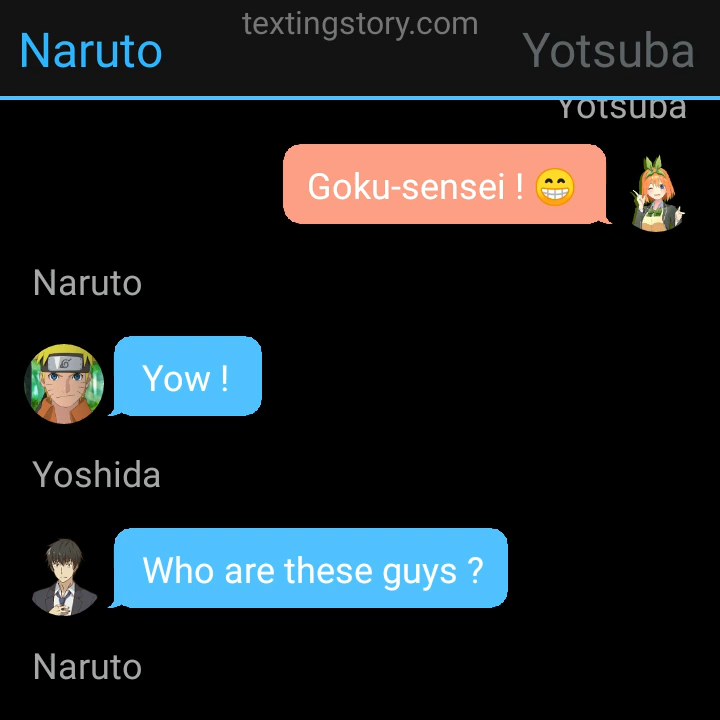 textingstory.com
Naruto
Yotsuba
Yotsuba
Goku-sensei ! 😁
Naruto
Yow !
Yoshida
Who are these guys ?
Naruto